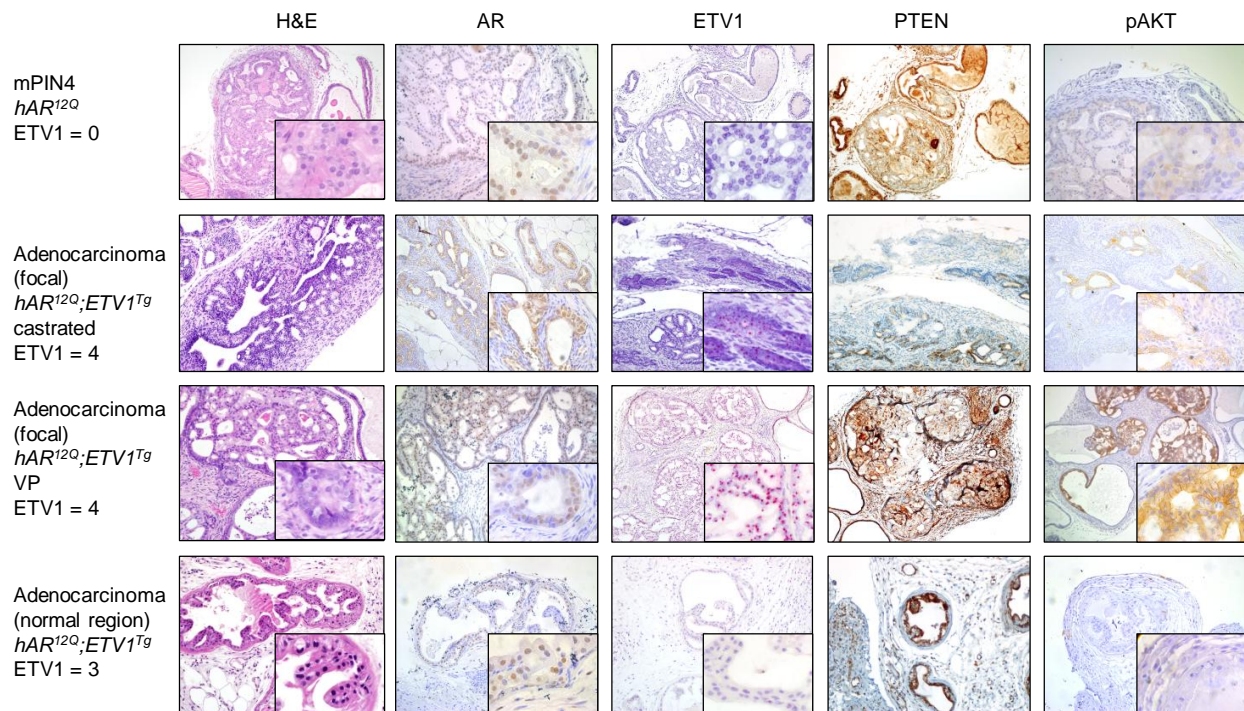 H&E AR ETV1 PTEN pAKT
mPIN4
hAR12Q
ETV1 = 0
Adenocarcinoma
(focal)
hAR12Q;ETV1Tg
castrated
ETV1 = 4
Adenocarcinoma
(focal)
hAR12Q;ETV1Tg
VP
ETV1 = 4
Adenocarcinoma
(normal region)
hAR12Q;ETV1Tg
ETV1 = 3